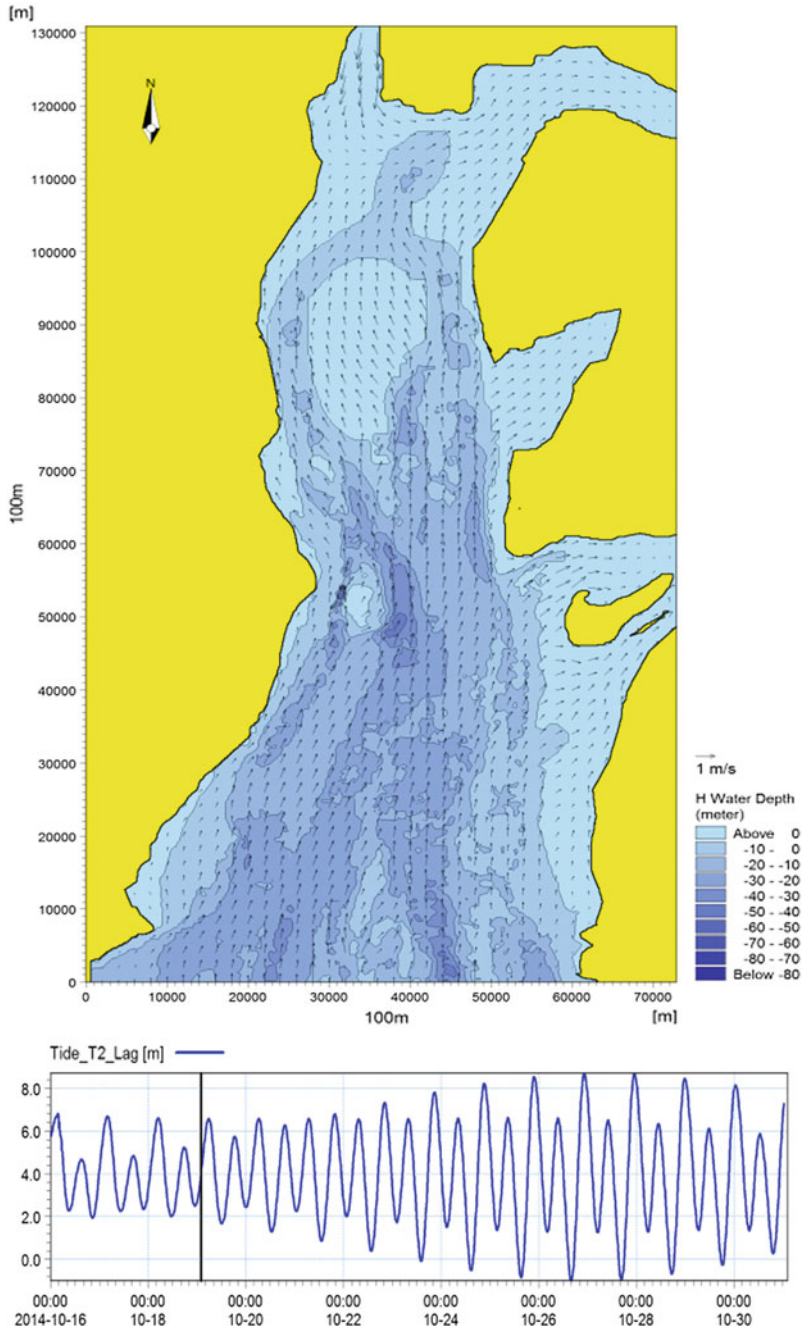 [m]
130000
120000
110000
100000
90000
80000
70000
60000
50000
40000
30000
20000
10000
0
100m
N
0 10000 20000 30000 40000 50000 60000 70000
100m [m]
1 m/s
H Water Depth
(meter)
Above 0
-10 - 0
-20 - -10
-30 - -20
-40 - -30
-50 - -40
-60 - -50
-70 - -60
-80 - -70
Below -80
Tide_T2_Lag [m]
8.0
6.0
4.0
2.0
0.0
00:00 00:00 00:00 00:00 00:00 00:00 00:00 00:00
2014-10-16 10-18 10-20 10-22 10-24 10-26 10-28 10-30